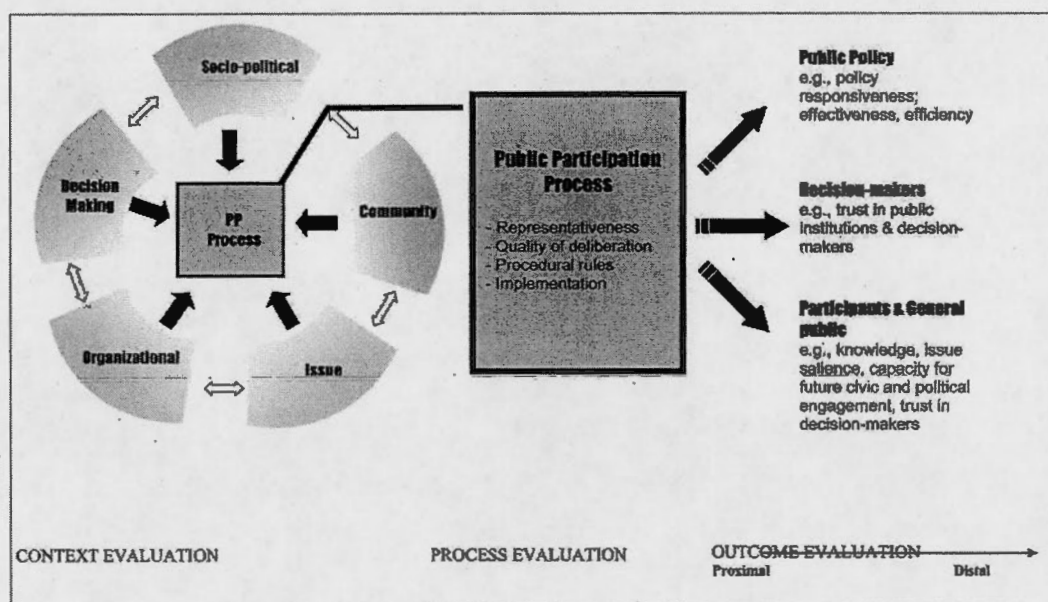 Socio-political
Decision
Making
PP
Process
Community
Organizational
Issue
Public Participation
Process
- Representativeness
- Quality of deliberation
- Procedural rules
- Implementation
Public Policy
e.g., policy
responsiveness;
effectiveness, efficiency
Decision-makers
e.g., trust in public
institutions & decision-
makers
Participants & General
public
e.g., knowledge, issue
salience, capacity for
future civic and political
engagement, trust in
decision-makers
CONTEXT EVALUATION
PROCESS EVALUATION
OUTCOME EVALUATION
Proximal
Distal